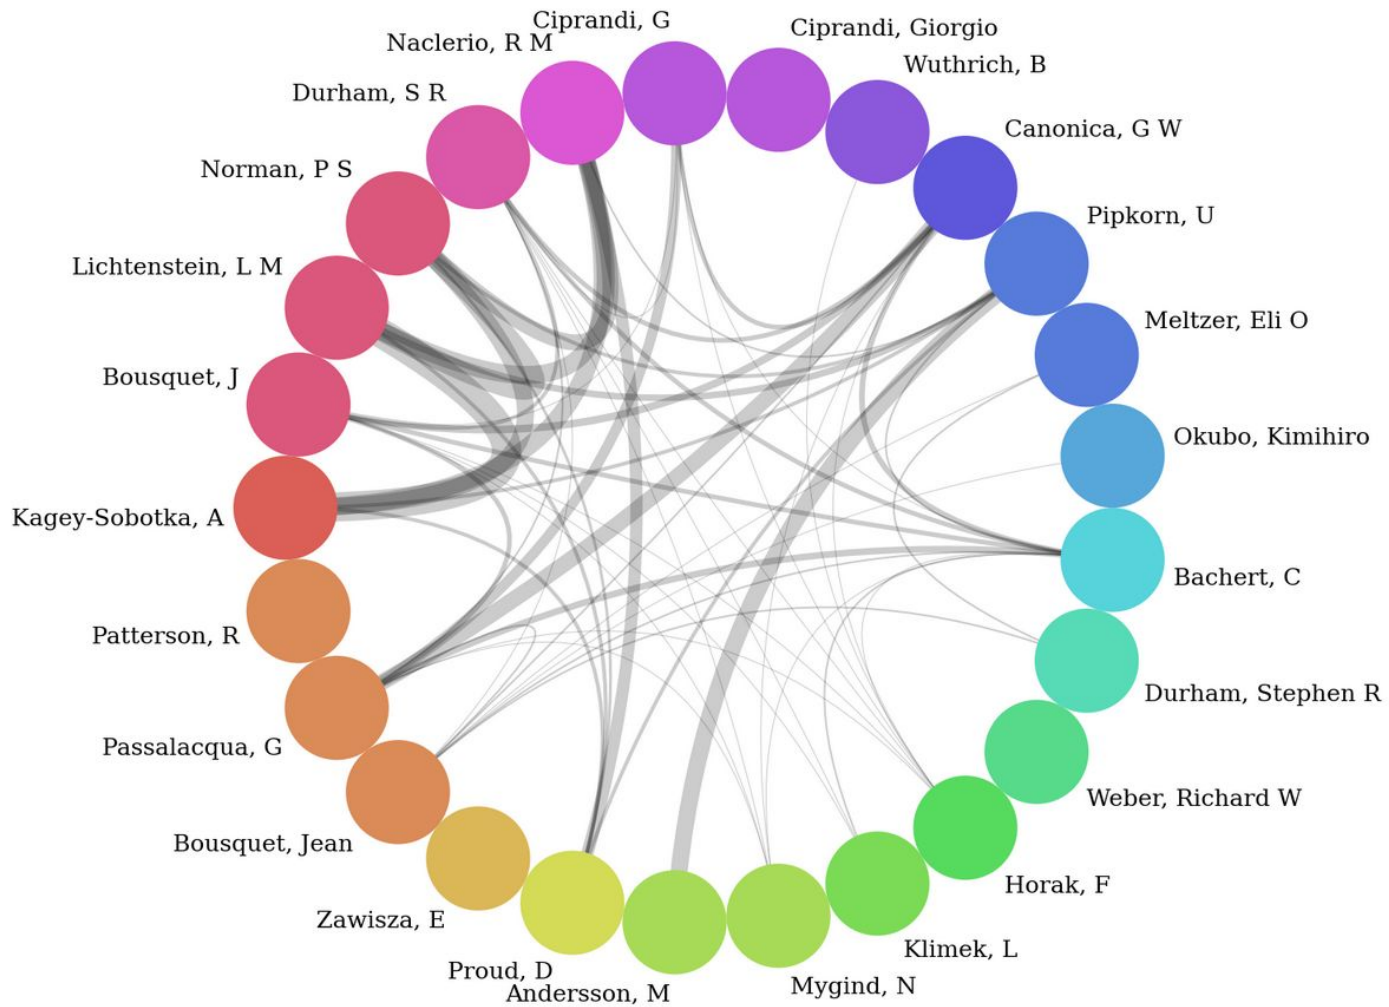 Ciprandi, G
Ciprandi, Giorgio
Naclerio, R M
Wuthrich, B
Durham, S R
Canonica, G W
Norman, P S
Pipkorn, U
Lichtenstein, L M
Meltzer, Eli O
Bousquet, J
Okubo, Kimihiro
Kagey-Sobotka, A
Bachert, C
Patterson, R
Durham, Stephen R
Passalacqua, G
Weber, Richard W
Bousquet, Jean
Horak, F
Zawisza, E
Klimek, L
Proud, D
Mygind, N
Andersson, M